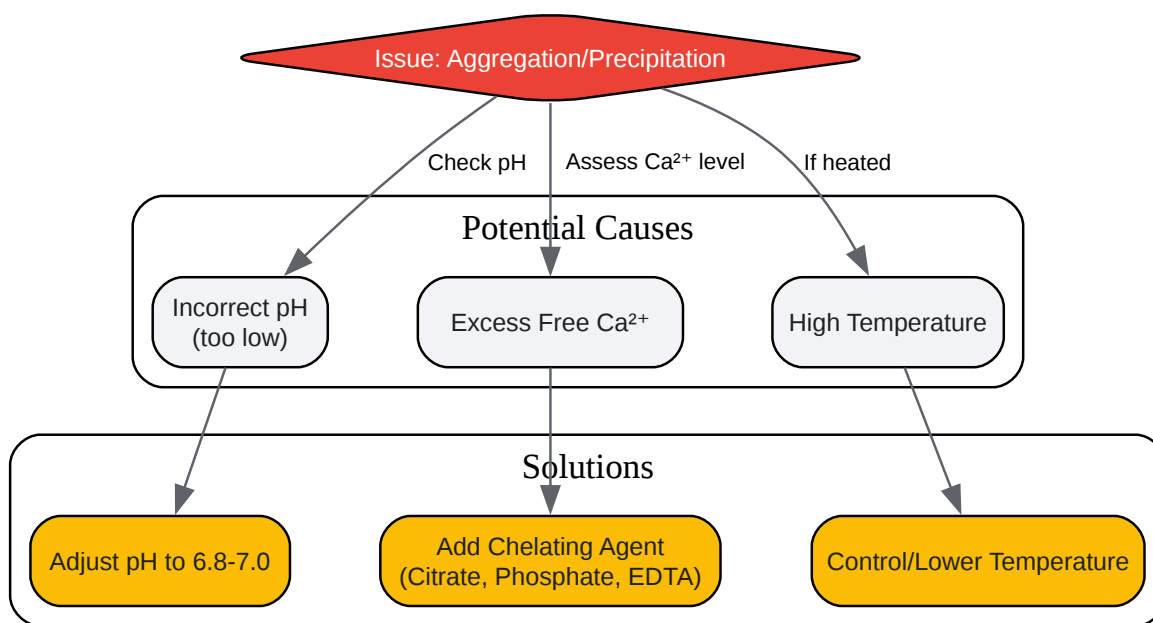 Issue: Aggregation/Precipitation
Check pH
Assess Ca²⁺ level
If heated
Potential Causes
Incorrect pH
(too low)
Excess Free Ca²⁺
High Temperature
Solutions
Adjust pH to 6.8-7.0
Add Chelating Agent
(Citrate, Phosphate, EDTA)
Control/Lower Temperature